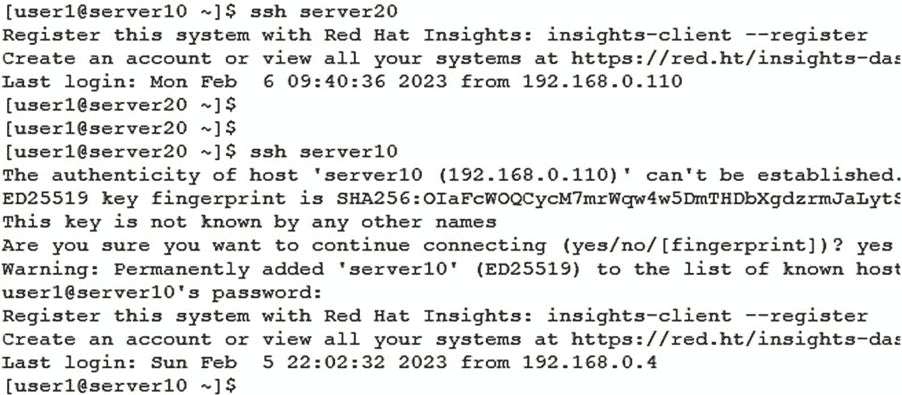 [user1@server10 ~]$ ssh server20
Register this system with Red Hat Insights: insights-client --register
Create an account or view all your systems at https://red.ht/insights-das
Last login: Mon Feb  6 09:40:36 2023 from 192.168.0.110
[user1@server20 ~]$
[user1@server20 ~]$
[user1@server20 ~]$ ssh server10
The authenticity of host 'server10 (192.168.0.110)' can't be established.
ED25519 key fingerprint is SHA256:OIaFcWOQCycM7mrWqw4w5DmTHDbXgdzrmJaLytS
This key is not known by any other names
Are you sure you want to continue connecting (yes/no/[fingerprint])? yes
Warning: Permanently added 'server10' (ED25519) to the list of known host
user1@server10's password:
Register this system with Red Hat Insights: insights-client --register
Create an account or view all your systems at https://red.ht/insights-das
Last login: Sun Feb  5 22:02:32 2023 from 192.168.0.4
[user1@server10 ~]$